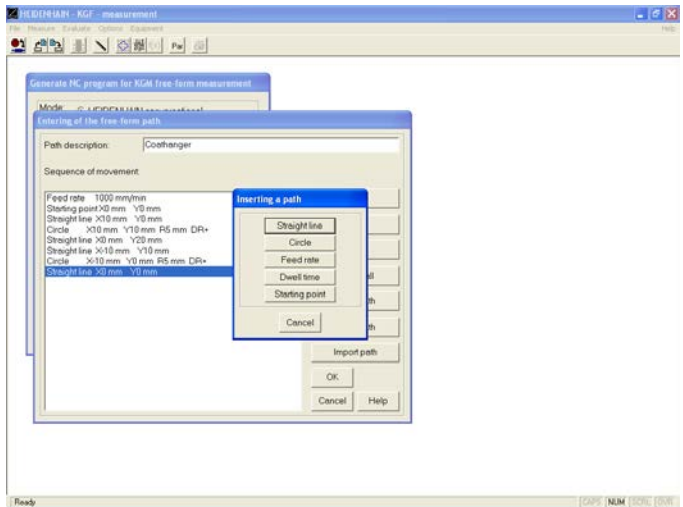 HEIDENHAIN - KGF - measurement
File Measure Evaluate Options Equipment Help
Par
Generate NC program for KGM free-form measurement
Mode:
Entering of the free-form path
Path description: Coathanger
Sequence of movement
Feed rate 1000 mm/min
Starting point X0 mm Y0 mm
Straight line X10 mm Y0 mm
Circle X10 mm Y10 mm R5 mm DR+
Straight line X0 mm Y20 mm
Straight line X-10 mm Y10 mm
Circle X-10 mm Y0 mm R5 mm DR+
Straight line X0 mm Y0 mm
Inserting a path
Straight line
Circle
Feed rate
Dwell time
Starting point
Cancel
Import path
OK
Cancel Help
Ready CAPS NUM SCRL OVR